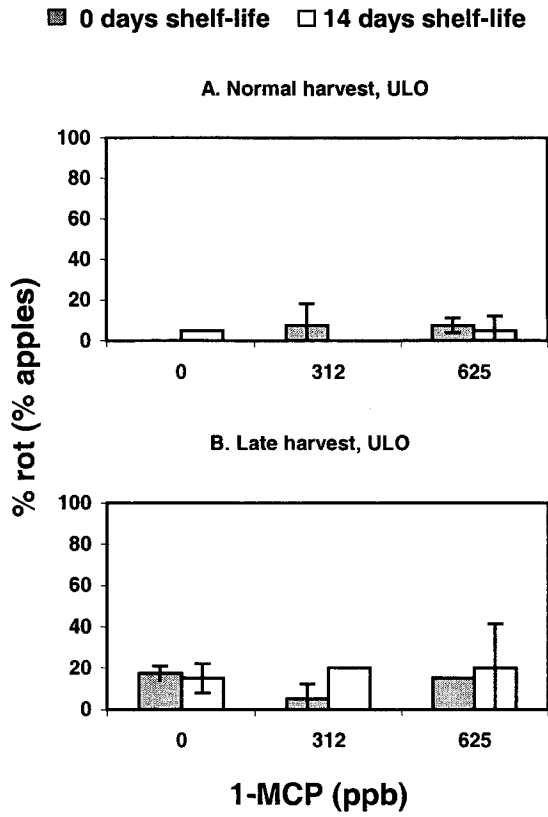 0 days shelf-life 14 days shelf-life
A. Normal harvest, ULO
100
80
60
40
20
0
0 312 625
% rot (% apples)
B. Late harvest, ULO
100
80
60
40
20
0
0 312 625
1-MCP (ppb)